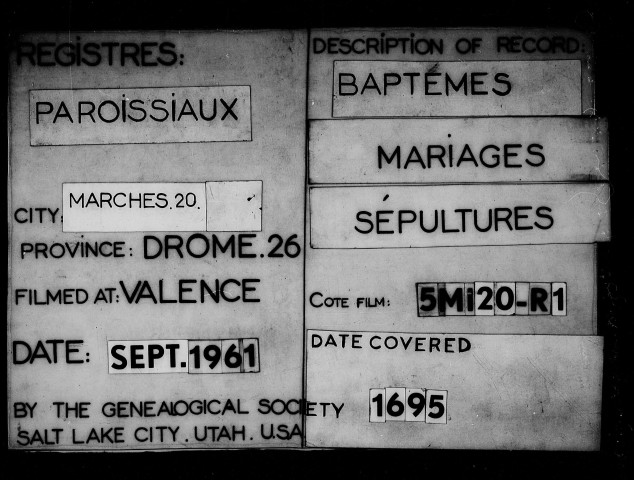 REGISTRES:
PAROISSIAUX
CITY: MARCHES.20.
PROVINCE: DROME.26
FILMED AT: VALENCE
DATE: SEPT.1961
BY THE GENEALOGICAL SOCIETY
SALT LAKE CITY. UTAH. U.SA
DESCRIPTION OF RECORD:
BAPTÉMES
MARIAGES
SÉPULTURES
COTE FILM: 5Mi20-R1
DATE COVERED
1695